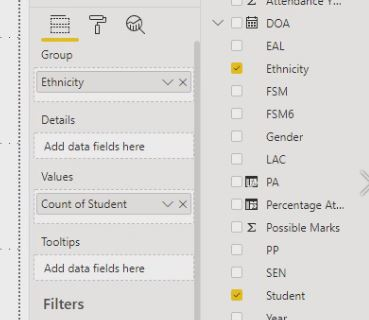 Group
Ethnicity
Details
Add data fields here
Values
Count of Student
Tooltips
Add data fields here
Filters
Attendance Y...
DOA
EAL
Ethnicity
FSM
FSM6
Gender
LAC
PA
Percentage At...
Possible Marks
PP
SEN
Student
Year